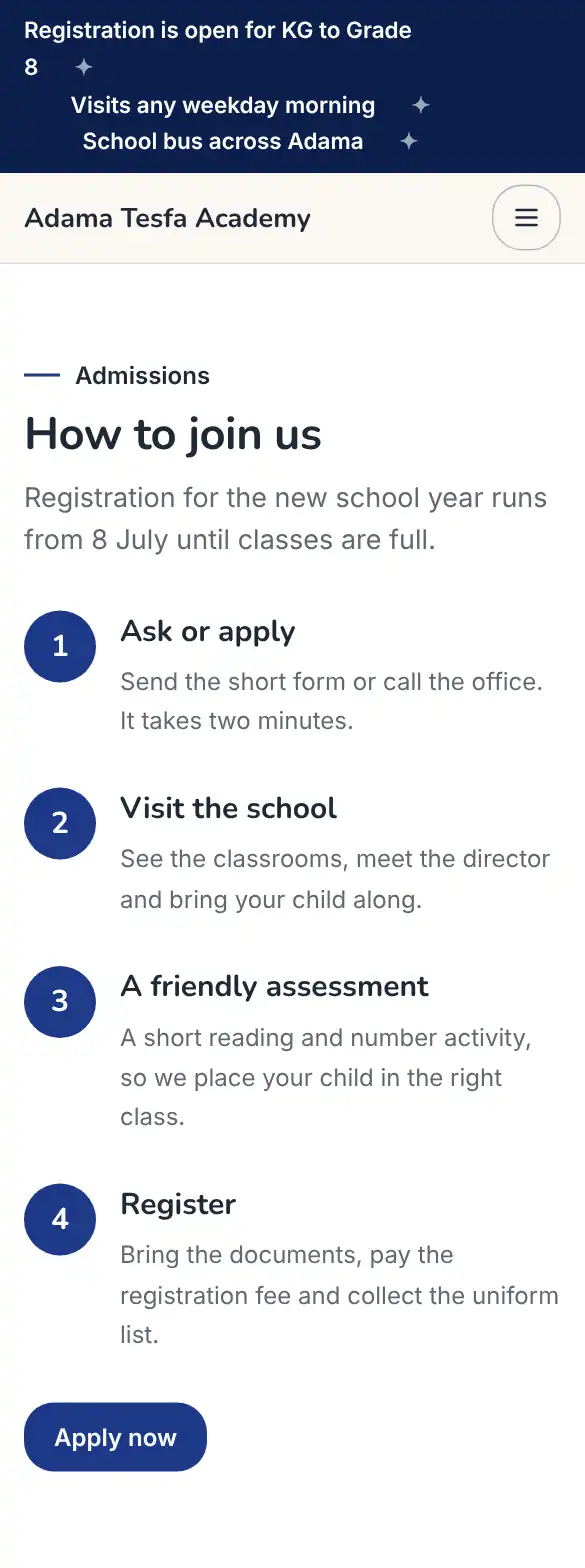 Registration is open for KG to Grade
8 ✦
Visits any weekday morning ✦
School bus across Adama ✦
Adama Tesfa Academy
Admissions
How to join us
Registration for the new school year runs
from 8 July until classes are full.
1
Ask or apply
Send the short form or call the office.
It takes two minutes.
2
Visit the school
See the classrooms, meet the director
and bring your child along.
3
A friendly assessment
A short reading and number activity,
so we place your child in the right
class.
4
Register
Bring the documents, pay the
registration fee and collect the uniform
list.
Apply now